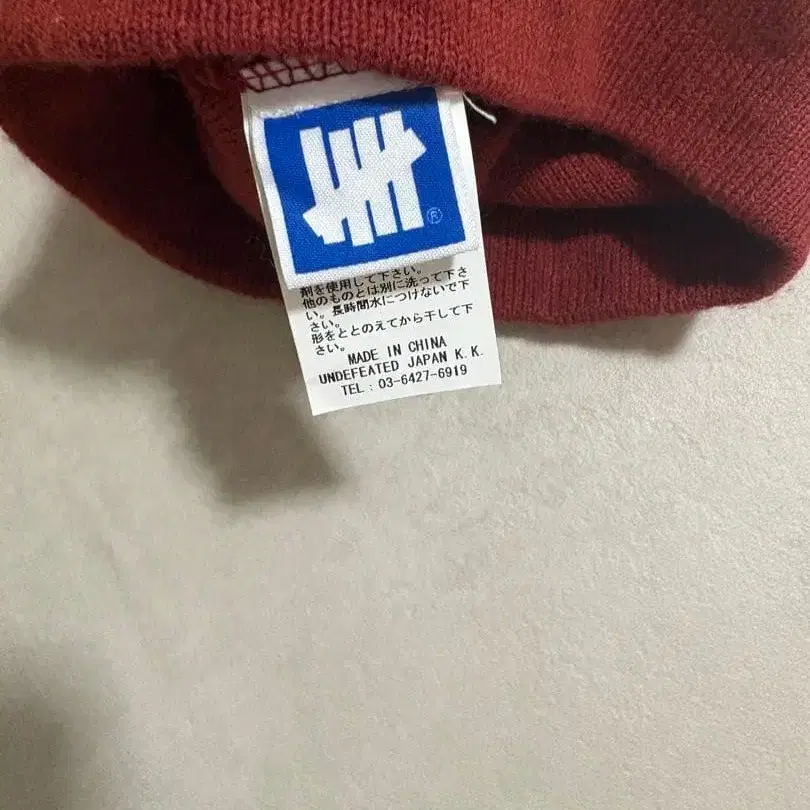 ®
剤を使用して下さい。
他のものとは別に洗って下さ
い。長時間水につけないで下
さい。
形をととのえてから干して下
さい。
MADE IN CHINA
UNDEFEATED JAPAN K.K.
TEL : 03-6427-6919